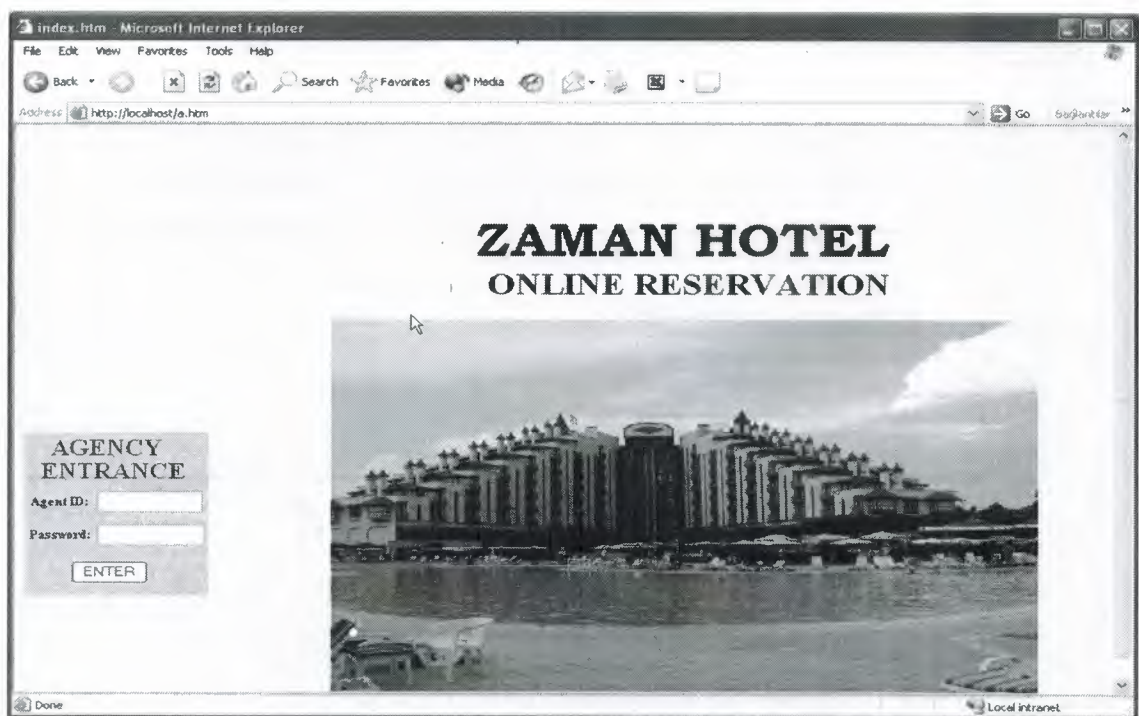 index.htm - Microsoft Internet Explorer
File Edit View Favorites Tools Help
Back Search Favorites Media
Address http://localhost/a.htm Go Bağlantılar »
ZAMAN HOTEL
ONLINE RESERVATION
AGENCY
ENTRANCE
Agent ID:
Password:
ENTER
Done Local intranet